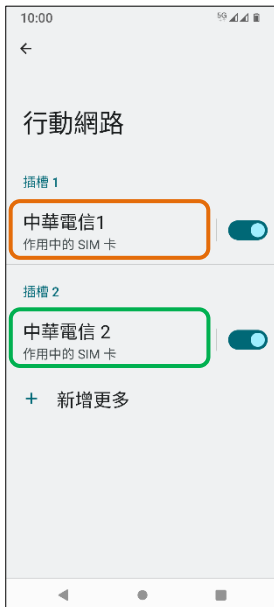 10:00 5G
行動網路
插槽 1
中華電信1
作用中的 SIM 卡
插槽 2
中華電信 2
作用中的 SIM 卡
+ 新增更多